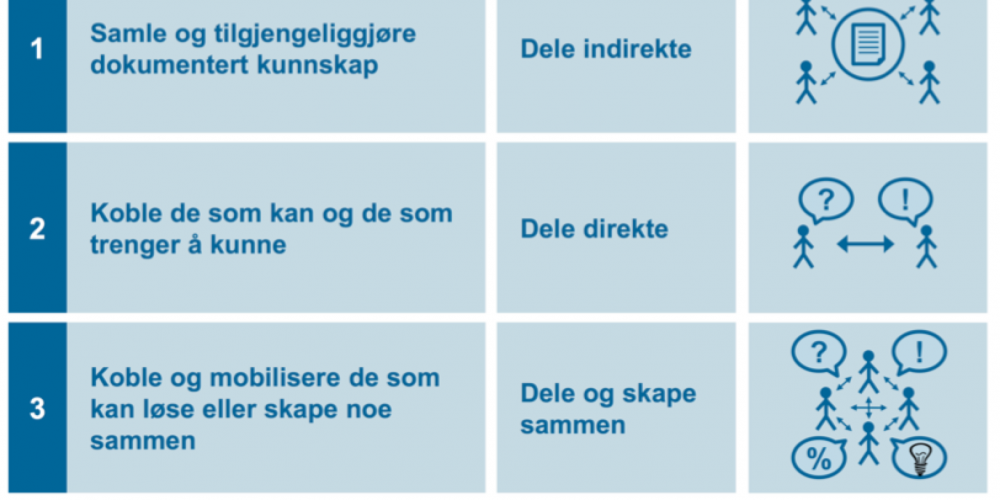 1
Samle og tilgjengeliggjøre
dokumentert kunnskap
Dele indirekte
2
Koble de som kan og de som
trenger å kunne
Dele direkte
?
!
3
Koble og mobilisere de som
kan løse eller skape noe
sammen
Dele og skape
sammen
?
!
%